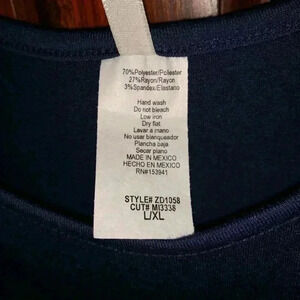 70%Polyester/Poliester
27%Rayon/Rayon
3%Spandex/Elastano
Hand wash
Do not bleach
Low iron
Dry flat
Lavar a mano
No usar blanqueador
Plancha baja
Secar plano
MADE IN MEXICO
HECHO EN MEXICO
RN#153941
STYLE# ZD1058
CUT# MI3338
L/XL